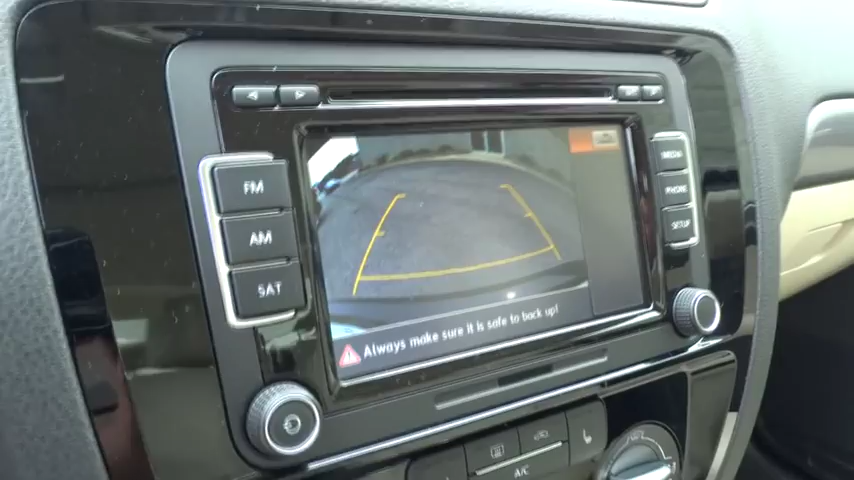 MEDIA
FM
PHONE
AM
SETUP
SAT
Always make sure it is safe to back up!
A/C